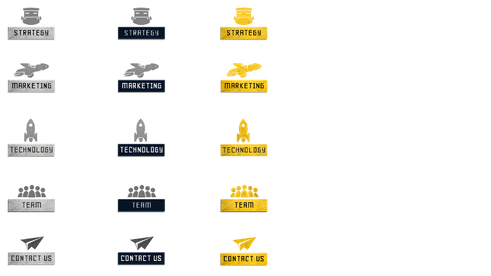 STRATEGY STRATEGY STRATEGY
MARKETING MARKETING MARKETING
TECHNOLOGY TECHNOLOGY TECHNOLOGY
TEAM TEAM TEAM
CONTACT US CONTACT US CONTACT US